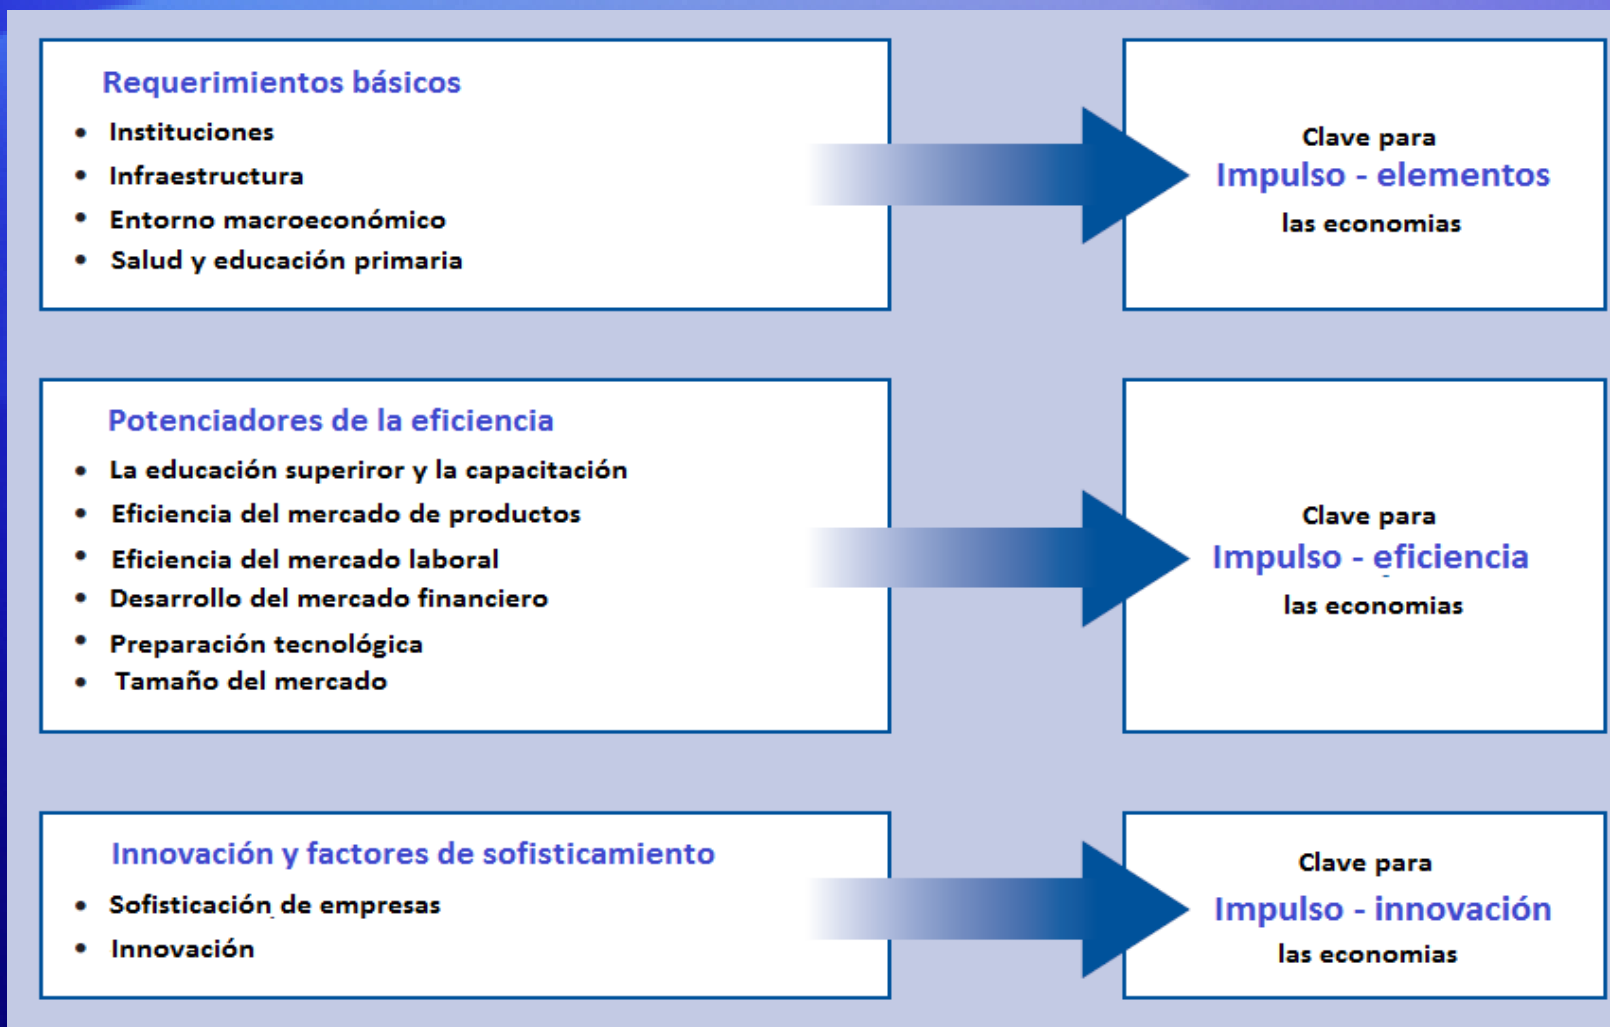 Requerimientos básicos
• Instituciones
• Infraestructura
• Entorno macroeconómico
• Salud y educación primaria
Clave para
Impulso - elementos
las economias
Potenciadores de la eficiencia
• La educación superiror y la capacitación
• Eficiencia del mercado de productos
• Eficiencia del mercado laboral
• Desarrollo del mercado financiero
• Preparación tecnológica
• Tamaño del mercado
Clave para
Impulso - eficiencia
las economias
Innovación y factores de sofisticamiento
• Sofisticación de empresas
• Innovación
Clave para
Impulso - innovación
las economias